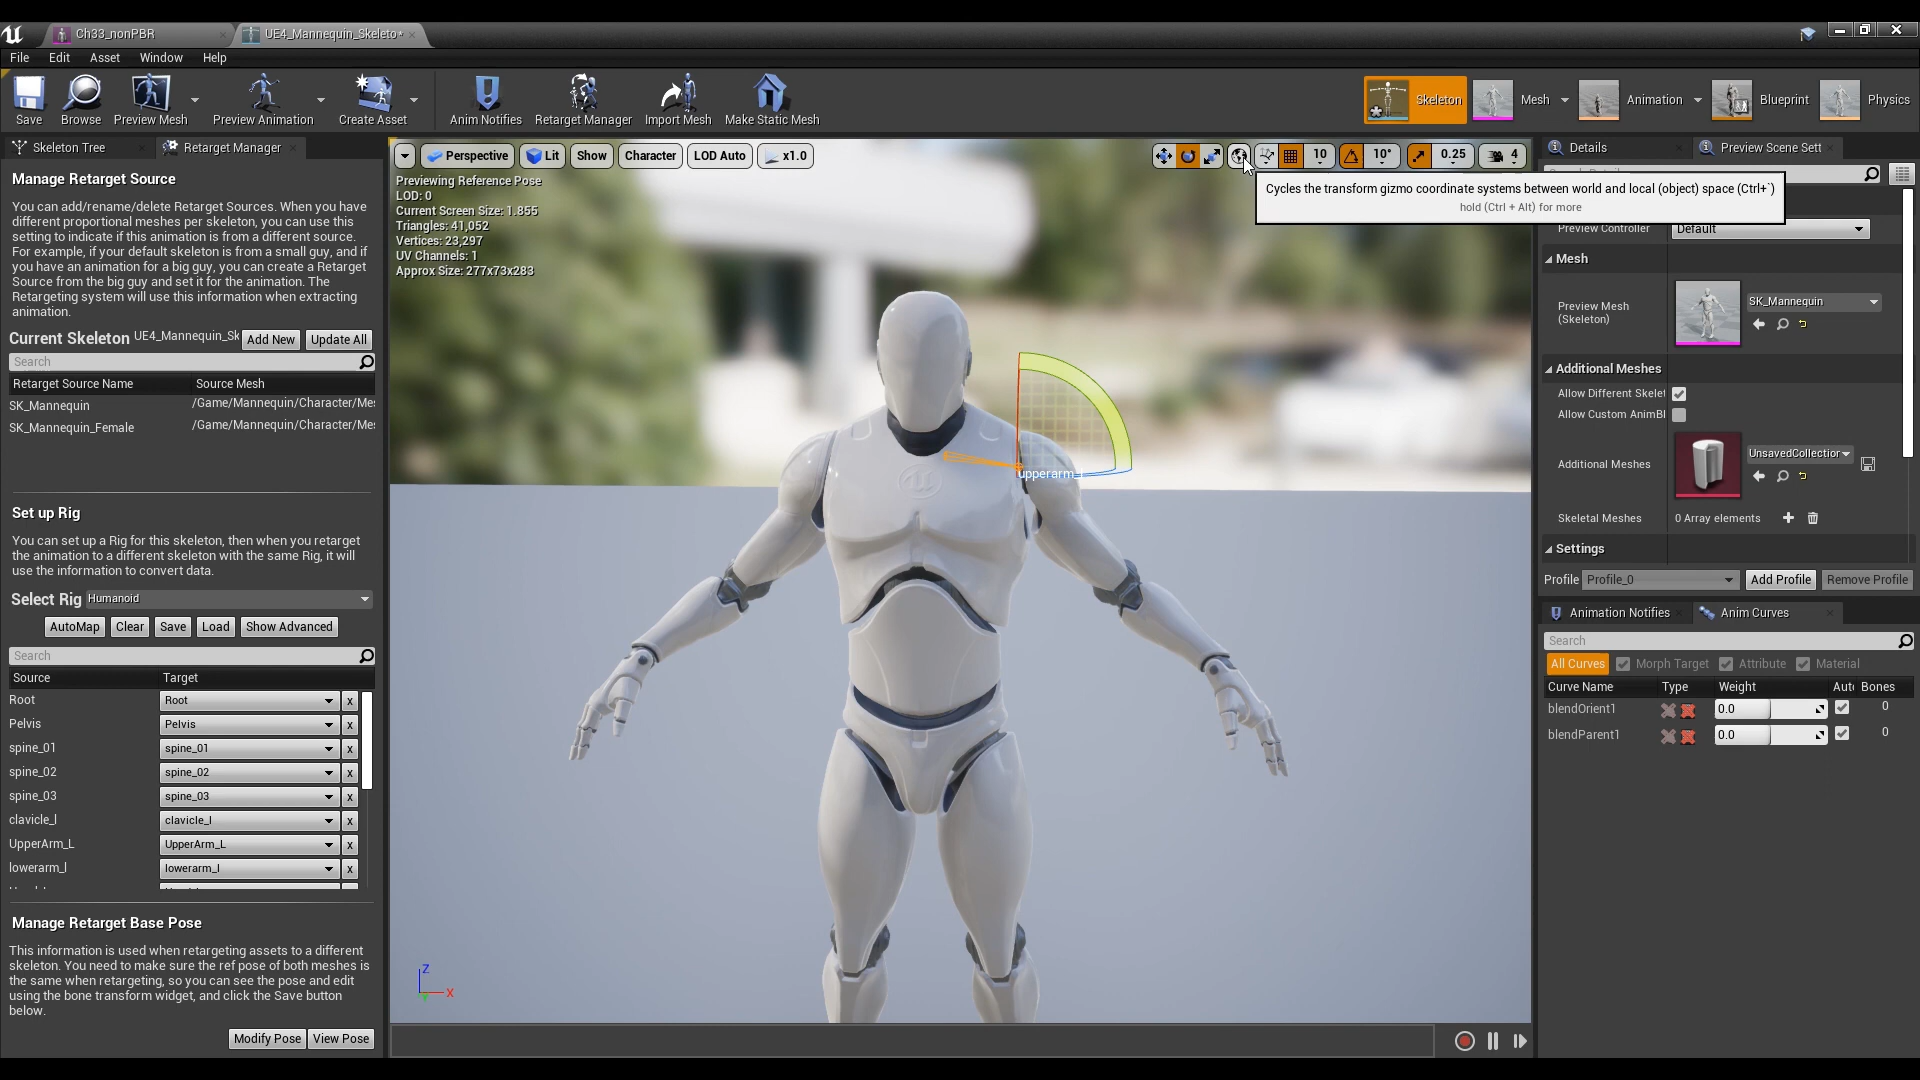 Ch33_nonPBR
UE4_Mannequin_Skeleto*
File Edit Asset Window Help
Save Browse Preview Mesh Preview Animation Create Asset Anim Notifies Retarget Manager Import Mesh Make Static Mesh
Skeleton Mesh Animation Blueprint Physics
Skeleton Tree Retarget Manager
Manage Retarget Source
You can add/rename/delete Retarget Sources. When you have
different proportional meshes per skeleton, you can use this
setting to indicate if this animation is from a different source.
For example, if your default skeleton is from a small guy, and if
you have an animation for a big guy, you can create a Retarget
Source from the big guy and set it for the animation. The
Retargeting system will use this information when extracting
animation.
Current Skeleton UE4_Mannequin_Sk Add New Update All
Search
Retarget Source Name Source Mesh
SK_Mannequin /Game/Mannequin/Character/Mes
SK_Mannequin_Female /Game/Mannequin/Character/Mes
Set up Rig
You can set up a Rig for this skeleton, then when you retarget
the animation to a different skeleton with the same Rig, it will
use the information to convert data.
Select Rig Humanoid
AutoMap Clear Save Load Show Advanced
Search
Source Target
Root Root x
Pelvis Pelvis x
spine_01 spine_01 x
spine_02 spine_02 x
spine_03 spine_03 x
clavicle_l clavicle_l x
UpperArm_L UpperArm_L x
lowerarm_l lowerarm_l x
Manage Retarget Base Pose
This information is used when retargeting assets to a different
skeleton. You need to make sure the ref pose of both meshes is
the same when retargeting, so you can see the pose and edit
using the bone transform widget, and click the Save button
below.
Modify Pose View Pose
Perspective Lit Show Character LOD Auto x1.0
10 10° 0.25 4
Previewing Reference Pose
LOD: 0
Current Screen Size: 1.855
Triangles: 41,052
Vertices: 23,297
UV Channels: 1
Approx Size: 277x73x283
Cycles the transform gizmo coordinate systems between world and local (object) space (Ctrl+`)
hold (Ctrl + Alt) for more
upperarm_l
Z
X
Details Preview Scene Sett
Preview Controller Default
Mesh
Preview Mesh
(Skeleton)
SK_Mannequin
Additional Meshes
Allow Different Skelet
Allow Custom AnimBl
Additional Meshes UnsavedCollection
Skeletal Meshes 0 Array elements
Settings
Profile Profile_0 Add Profile Remove Profile
Animation Notifies Anim Curves
Search
All Curves Morph Target Attribute Material
Curve Name Type Weight Aut Bones
blendOrient1 0.0 0
blendParent1 0.0 0